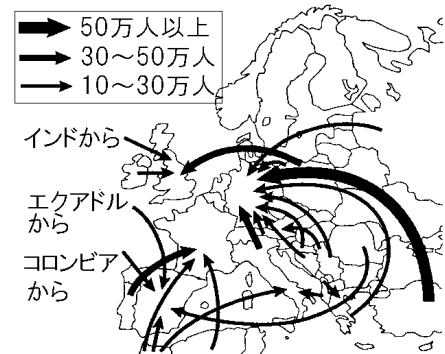 50万人以上
30～50万人
10～30万人
インドから
エクアドル
から
コロンビア
から